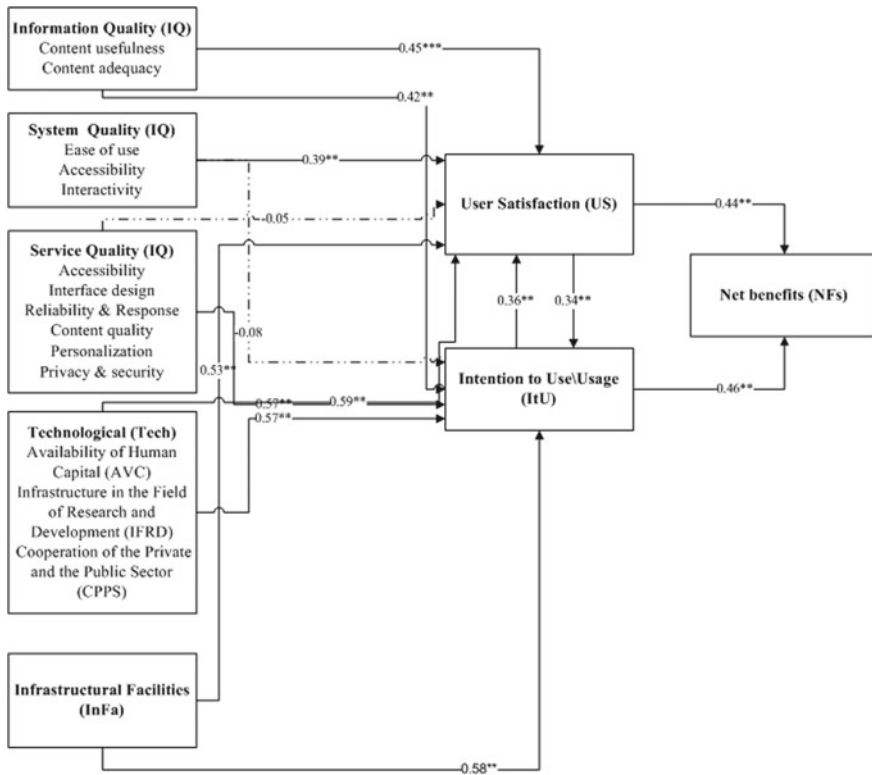 Information Quality (IQ)
Content usefulness
Content adequacy
0.45***
0.42**
System Quality (IQ)
Ease of use
Accessibility
Interactivity
0.39**
0.05
Service Quality (IQ)
Accessibility
Interface design
Reliability & Response
Content quality
Personalization
Privacy & security
0.08
0.53**
User Satisfaction (US)
0.44**
0.36**
0.34**
Net benefits (NFs)
Intention to Use\Usage
(ItU)
0.46**
0.57**
0.59**
0.57**
Technological (Tech)
Availability of Human
Capital (AVC)
Infrastructure in the Field
of Research and
Development (IFRD)
Cooperation of the Private
and the Public Sector
(CPPS)
Infrastructural Facilities
(InFa)
0.58**